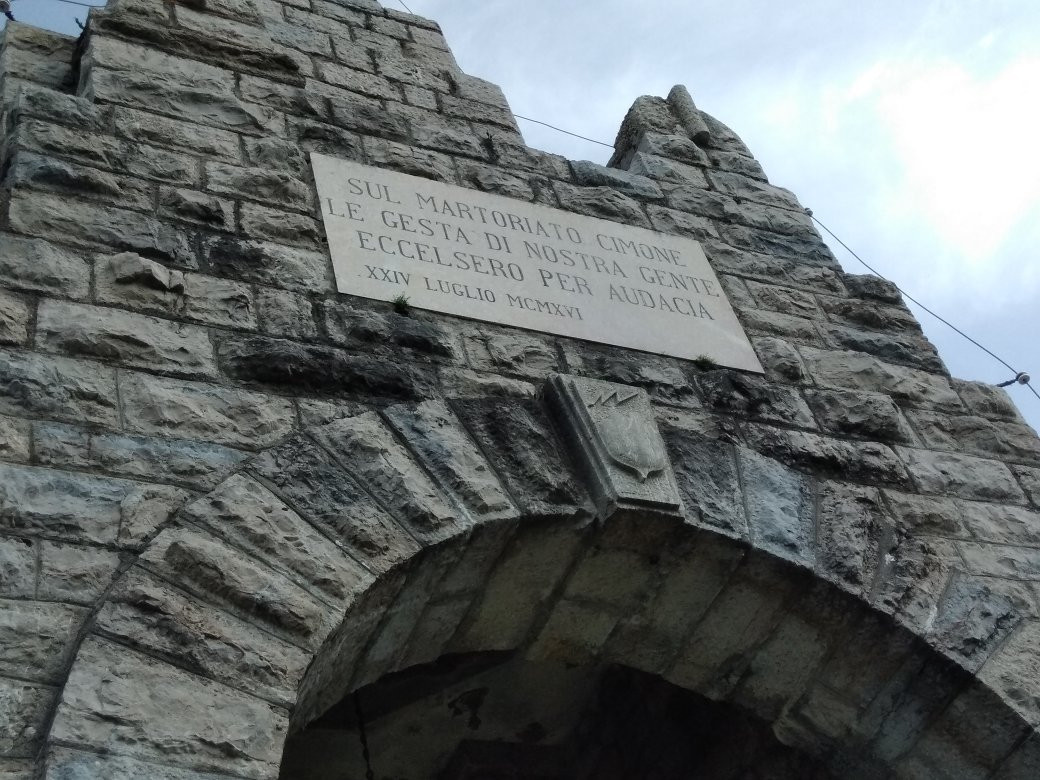 SUL MARTORIATO CIMONE
LE GESTA DI NOSTRA GENTE
ECCELSERO PER AUDACIA
XXIV LUGLIO MCMXVI